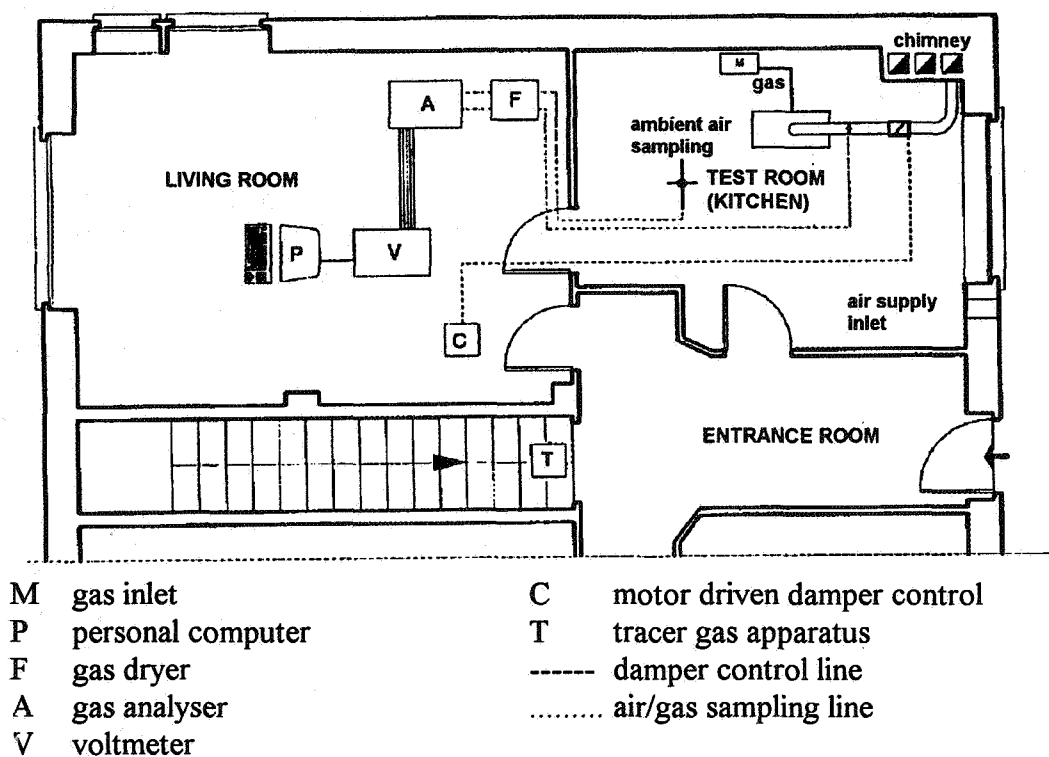 chimney
M
gas
A
F
ambient air
sampling
LIVING ROOM
TEST ROOM
(KITCHEN)
P
V
air supply
inlet
C
ENTRANCE ROOM
T
M gas inlet
P personal computer
F gas dryer
A gas analyser
V voltmeter
C motor driven damper control
T tracer gas apparatus
------ damper control line
......... air/gas sampling line